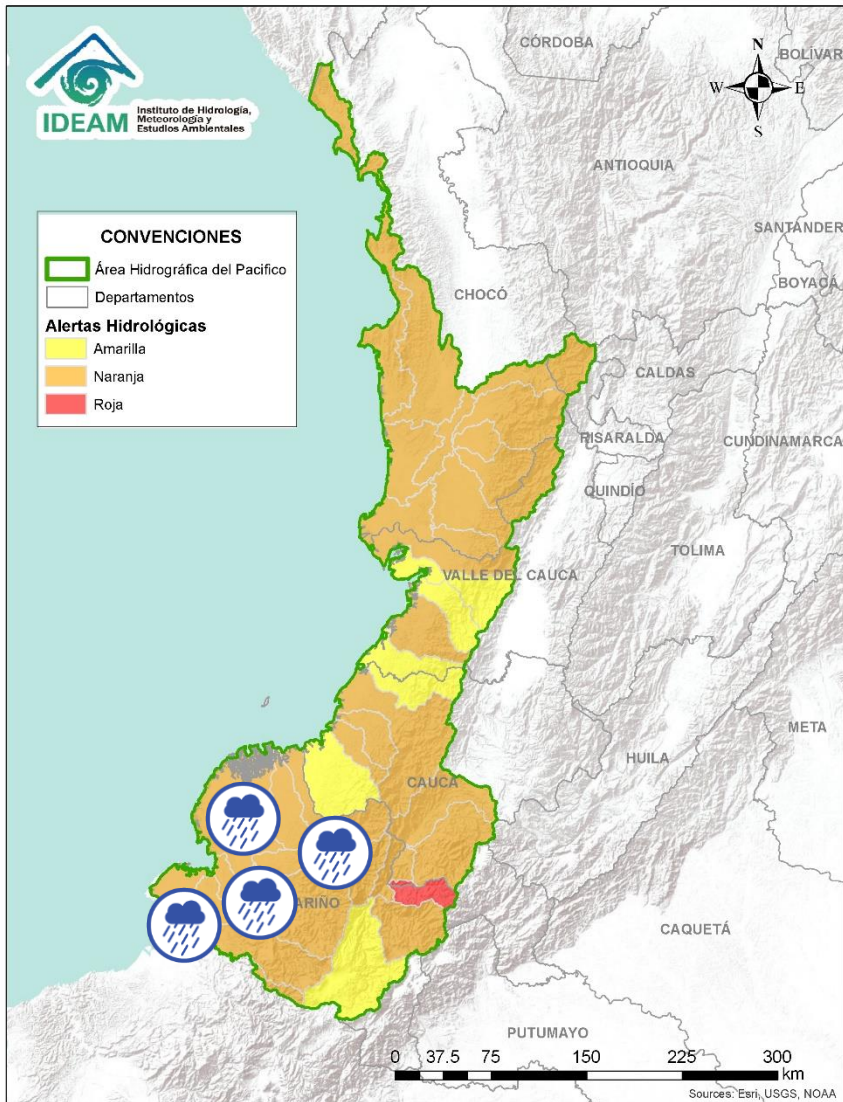 IDEAM
Instituto de Hidrología,
Meteorología y
Estudios Ambientales
CÓRDOBA
BOLÍVAR
N
W
E
S
ANTIOQUIA
SANTANDER
BOYACÁ
CONVENCIONES
Área Hidrográfica del Pacifico
Departamentos
Alertas Hidrológicas
Amarilla
Naranja
Roja
CHOCÓ
CALDAS
RISARALDA
CUNDINAMARCA
QUINDÍO
TOLIMA
VALLE DEL CAUCA
META
HUILA
CAUCA
ARIÑO
CAQUETÁ
PUTUMAYO
0 37.5 75 150 225 300
km
Sources: Esri, USGS, NOAA